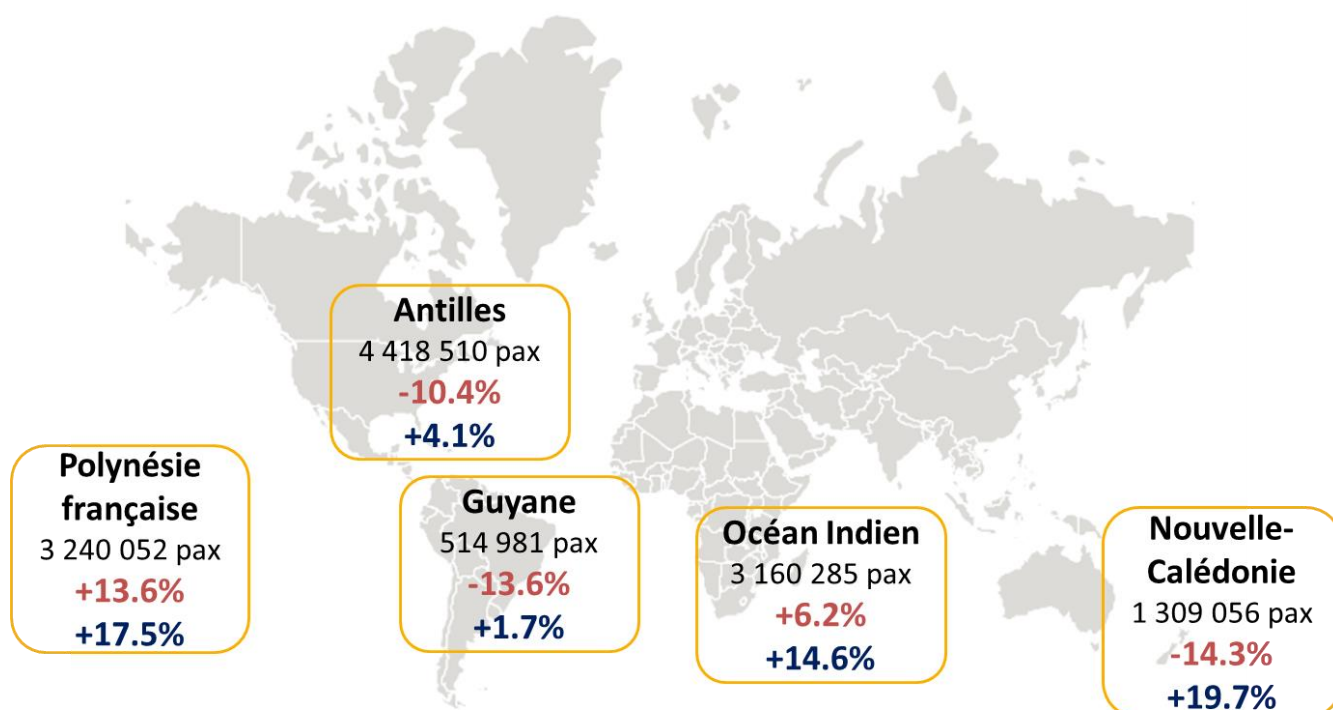 Antilles
4 418 510 pax
-10.4%
+4.1%
Polynésie
française
3 240 052 pax
+13.6%
+17.5%
Guyane
514 981 pax
-13.6%
+1.7%
Océan Indien
3 160 285 pax
+6.2%
+14.6%
Nouvelle-
Calédonie
1 309 056 pax
-14.3%
+19.7%